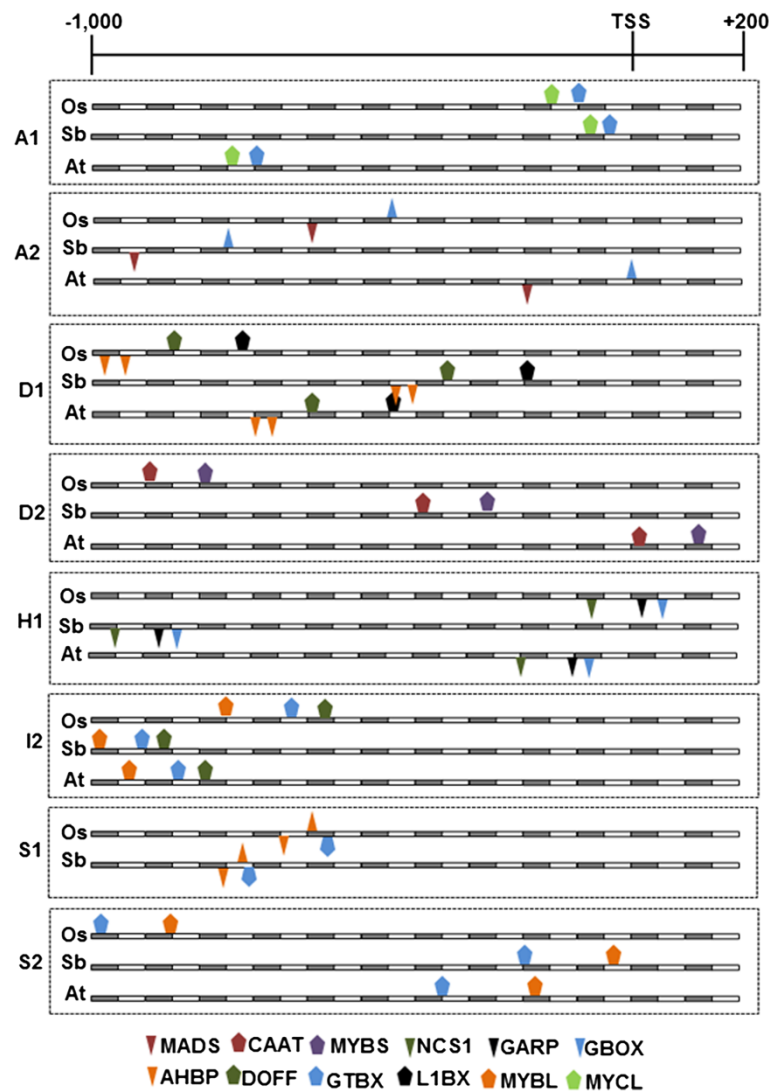 -1,000 TSS +200
Os
A1 Sb
At
Os
A2 Sb
At
Os
D1 Sb
At
Os
D2 Sb
At
Os
H1 Sb
At
Os
I2 Sb
At
Os
S1 Sb
Os
S2 Sb
At
MADS CAAT MYBS NCS1 GARP GBOX
AHBP DOFF GTBX L1BX MYBL MYCL